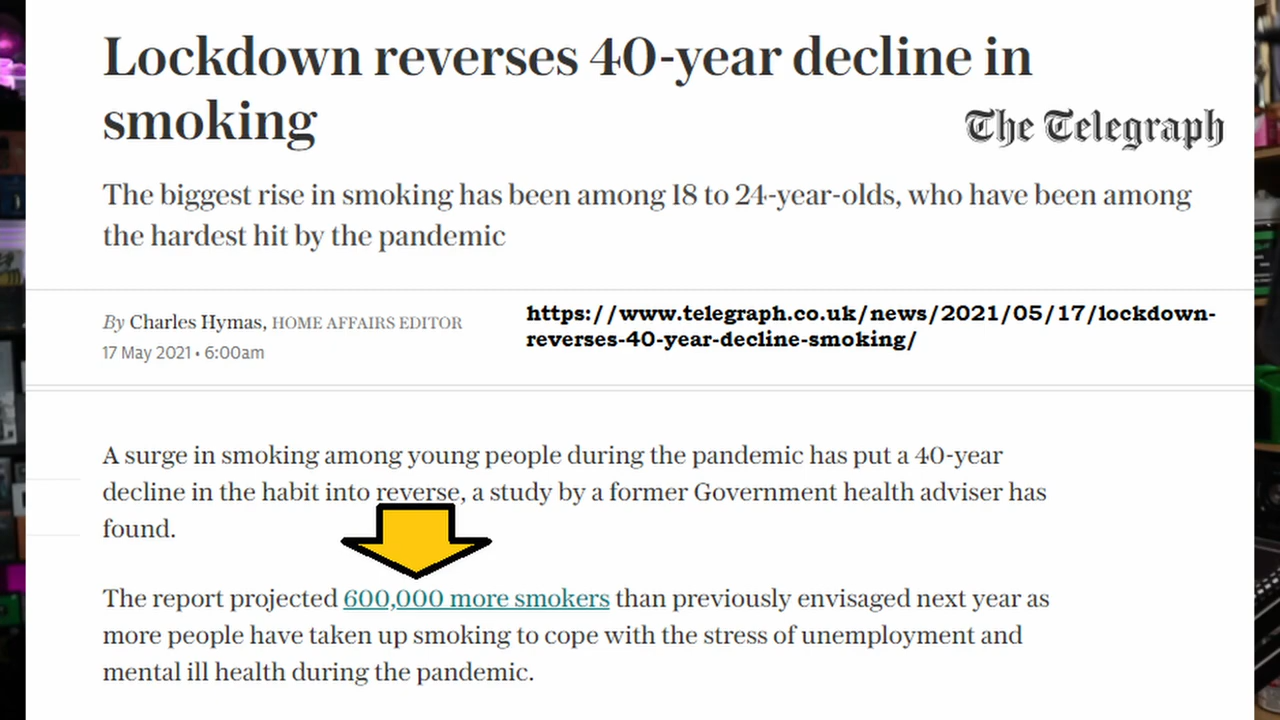 Lockdown reverses 40-year decline in
smoking
The Telegraph
The biggest rise in smoking has been among 18 to 24-year-olds, who have been among
the hardest hit by the pandemic
By Charles Hymas, HOME AFFAIRS EDITOR
17 May 2021 • 6:00am
https://www.telegraph.co.uk/news/2021/05/17/lockdown-
reverses-40-year-decline-smoking/
A surge in smoking among young people during the pandemic has put a 40-year
decline in the habit into reverse, a study by a former Government health adviser has
found.
The report projected 600,000 more smokers than previously envisaged next year as
more people have taken up smoking to cope with the stress of unemployment and
mental ill health during the pandemic.